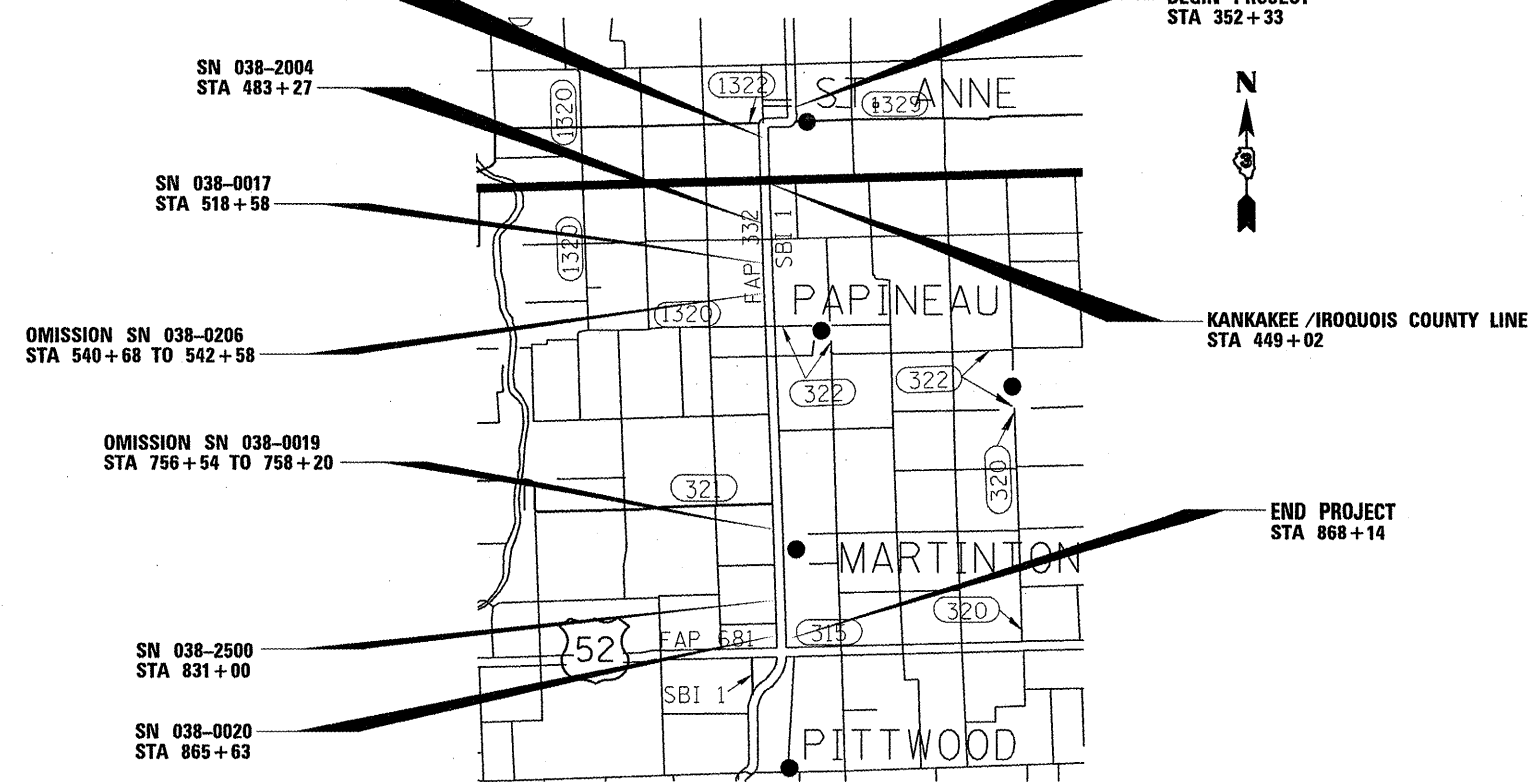 BEGIN PROJECT
STA 352+33
SN 038-2004
STA 483+27
N
1322
ST. ANNE
1329
1320
SN 038-0017
STA 518+58
FAP 332
SBI 1
1320
PAPINEAU
1320
KANKAKEE/IROQUOIS COUNTY LINE
STA 449+02
OMISSION SN 038-0206
STA 540+68 TO 542+58
322
322
OMISSION SN 038-0019
STA 756+54 TO 758+20
321
320
END PROJECT
STA 868+14
MARTINTON
320
315
FAP 681
52
SN 038-2500
STA 831+00
SBI 1
SN 038-0020
STA 865+63
PITTWOOD